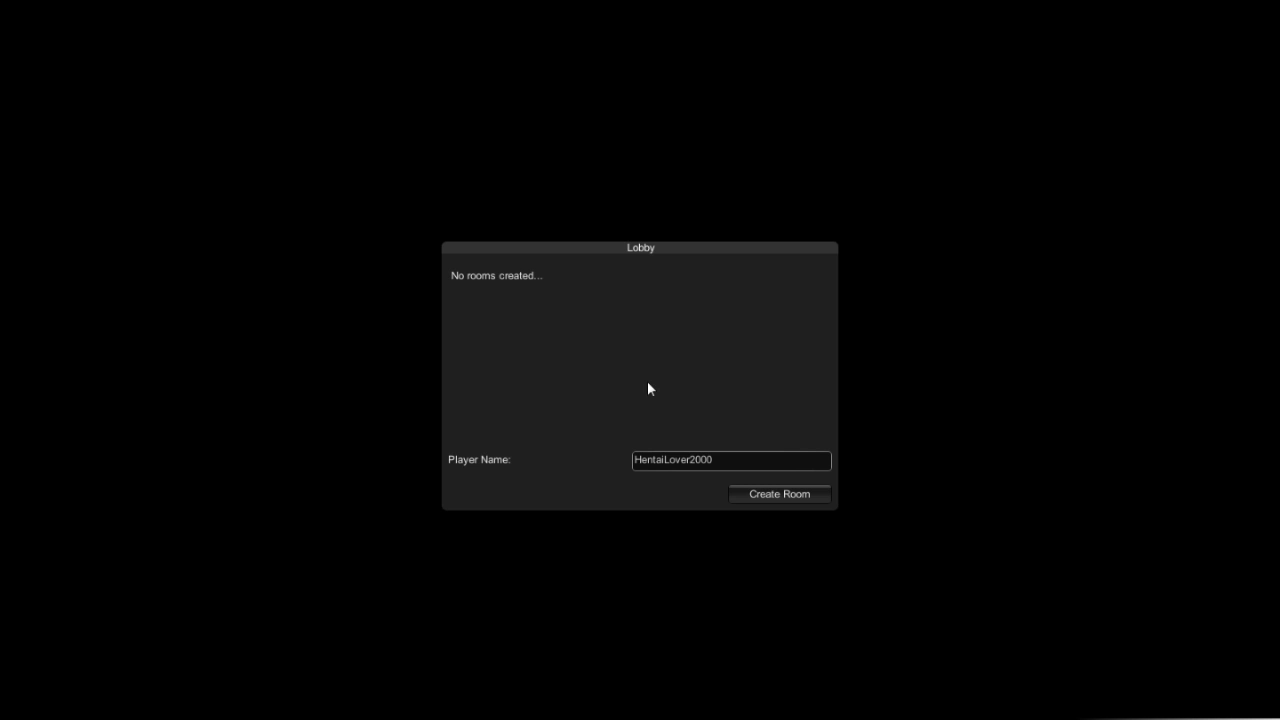 Lobby
No rooms created...
Player Name:
HentaiLover2000
Create Room